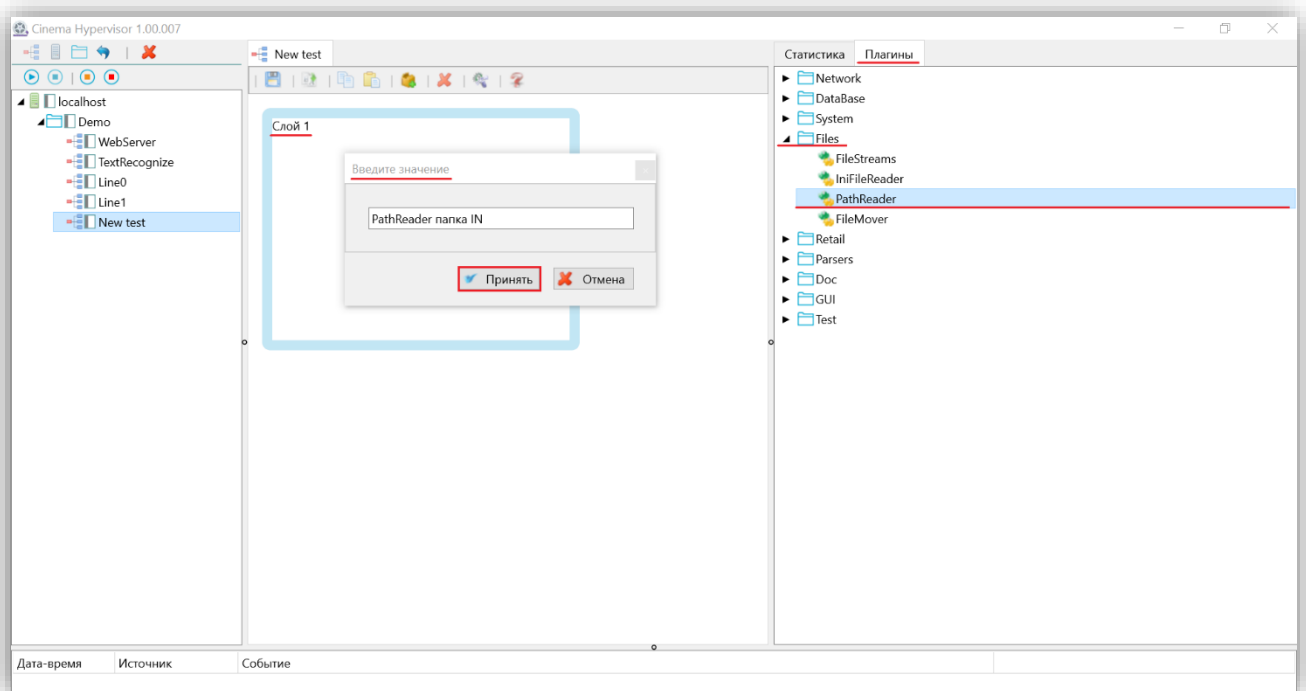 Cinema Hypervisor 1.00.007
New test
Статистика
Плагины
localhost
Demo
WebServer
TextRecognize
Line0
Line1
New test
Слой 1
Введите значение
PathReader папка IN
Принять
Отмена
Network
DataBase
System
Files
FileStreams
IniFileReader
PathReader
FileMover
Retail
Parsers
Doc
GUI
Test
Дата-время Источник Событие